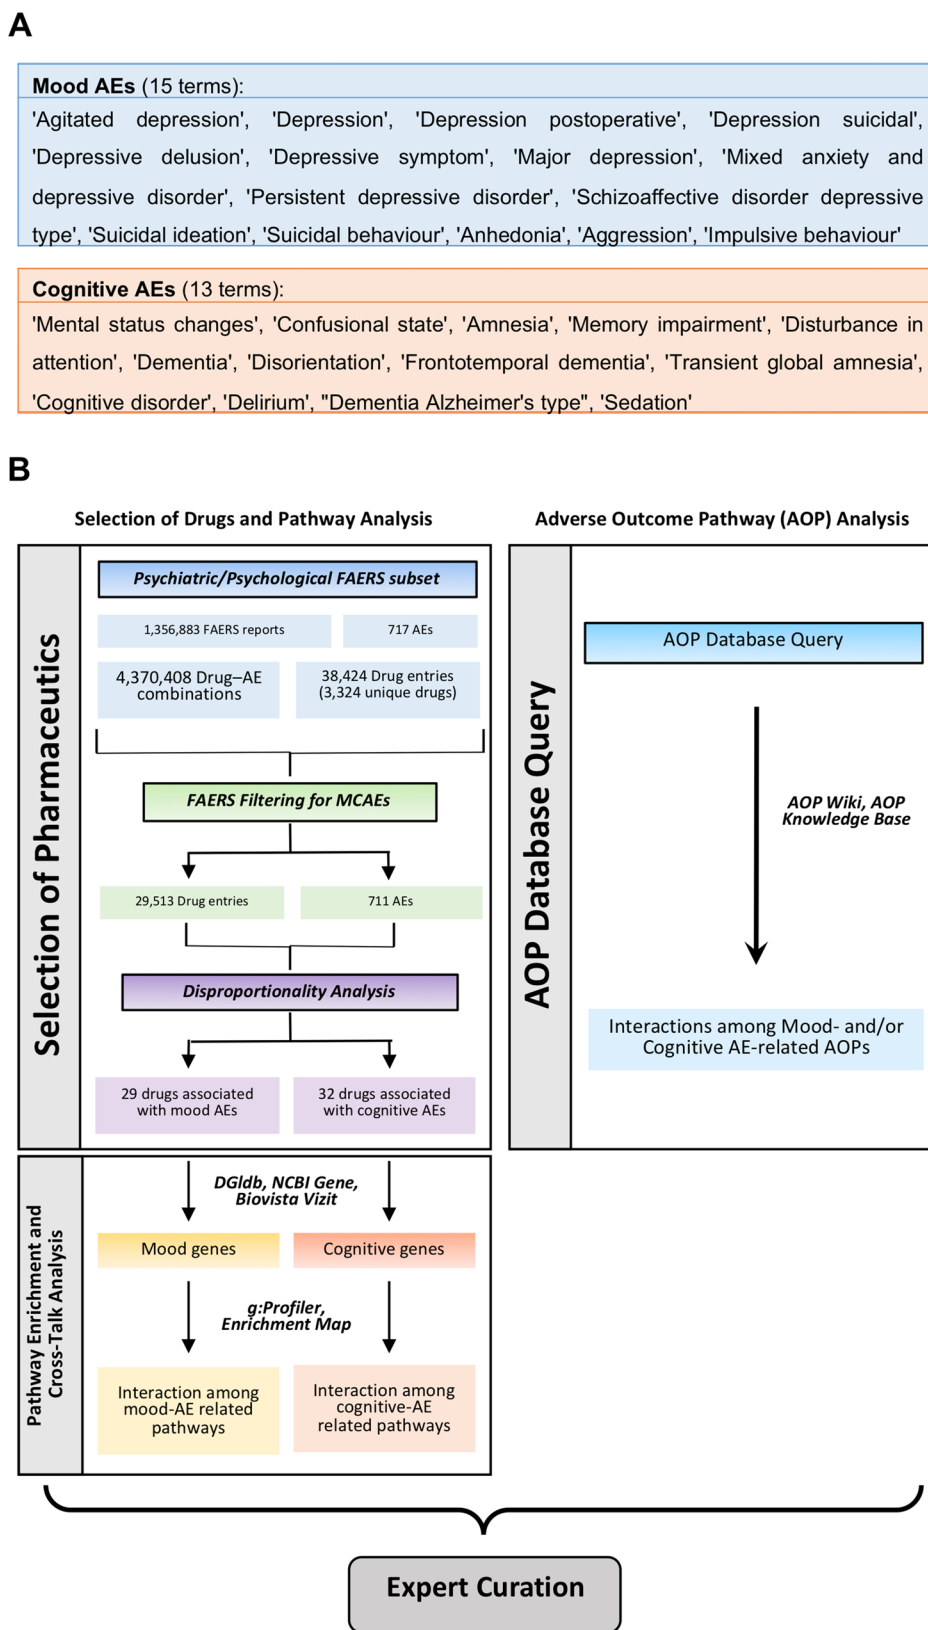 A
Mood AEs (15 terms):
'Agitated depression', 'Depression', 'Depression postoperative', 'Depression suicidal',
'Depressive delusion', 'Depressive symptom', 'Major depression', 'Mixed anxiety and
depressive disorder', 'Persistent depressive disorder', 'Schizoaffective disorder depressive
type', 'Suicidal ideation', 'Suicidal behaviour', 'Anhedonia', 'Aggression', 'Impulsive behaviour'
Cognitive AEs (13 terms):
'Mental status changes', 'Confusional state', 'Amnesia', 'Memory impairment', 'Disturbance in
attention', 'Dementia', 'Disorientation', 'Frontotemporal dementia', 'Transient global amnesia',
'Cognitive disorder', 'Delirium', "Dementia Alzheimer's type", 'Sedation'
B
Selection of Drugs and Pathway Analysis
Selection of Pharmaceutics
Psychiatric/Psychological FAERS subset
1,356,883 FAERS reports
717 AEs
4,370,408 Drug–AE
combinations
38,424 Drug entries
(3,324 unique drugs)
FAERS Filtering for MCAEs
29,513 Drug entries
711 AEs
Disproportionality Analysis
29 drugs associated
with mood AEs
32 drugs associated
with cognitive AEs
Pathway Enrichment and
Cross-Talk Analysis
DGIdb, NCBI Gene,
Biovista Vizit
Mood genes
Cognitive genes
g:Profiler,
Enrichment Map
Interaction among
mood-AE related
pathways
Interaction among
cognitive-AE
related pathways
Adverse Outcome Pathway (AOP) Analysis
AOP Database Query
AOP Database Query
AOP Wiki, AOP
Knowledge Base
Interactions among Mood- and/or
Cognitive AE-related AOPs
Expert Curation